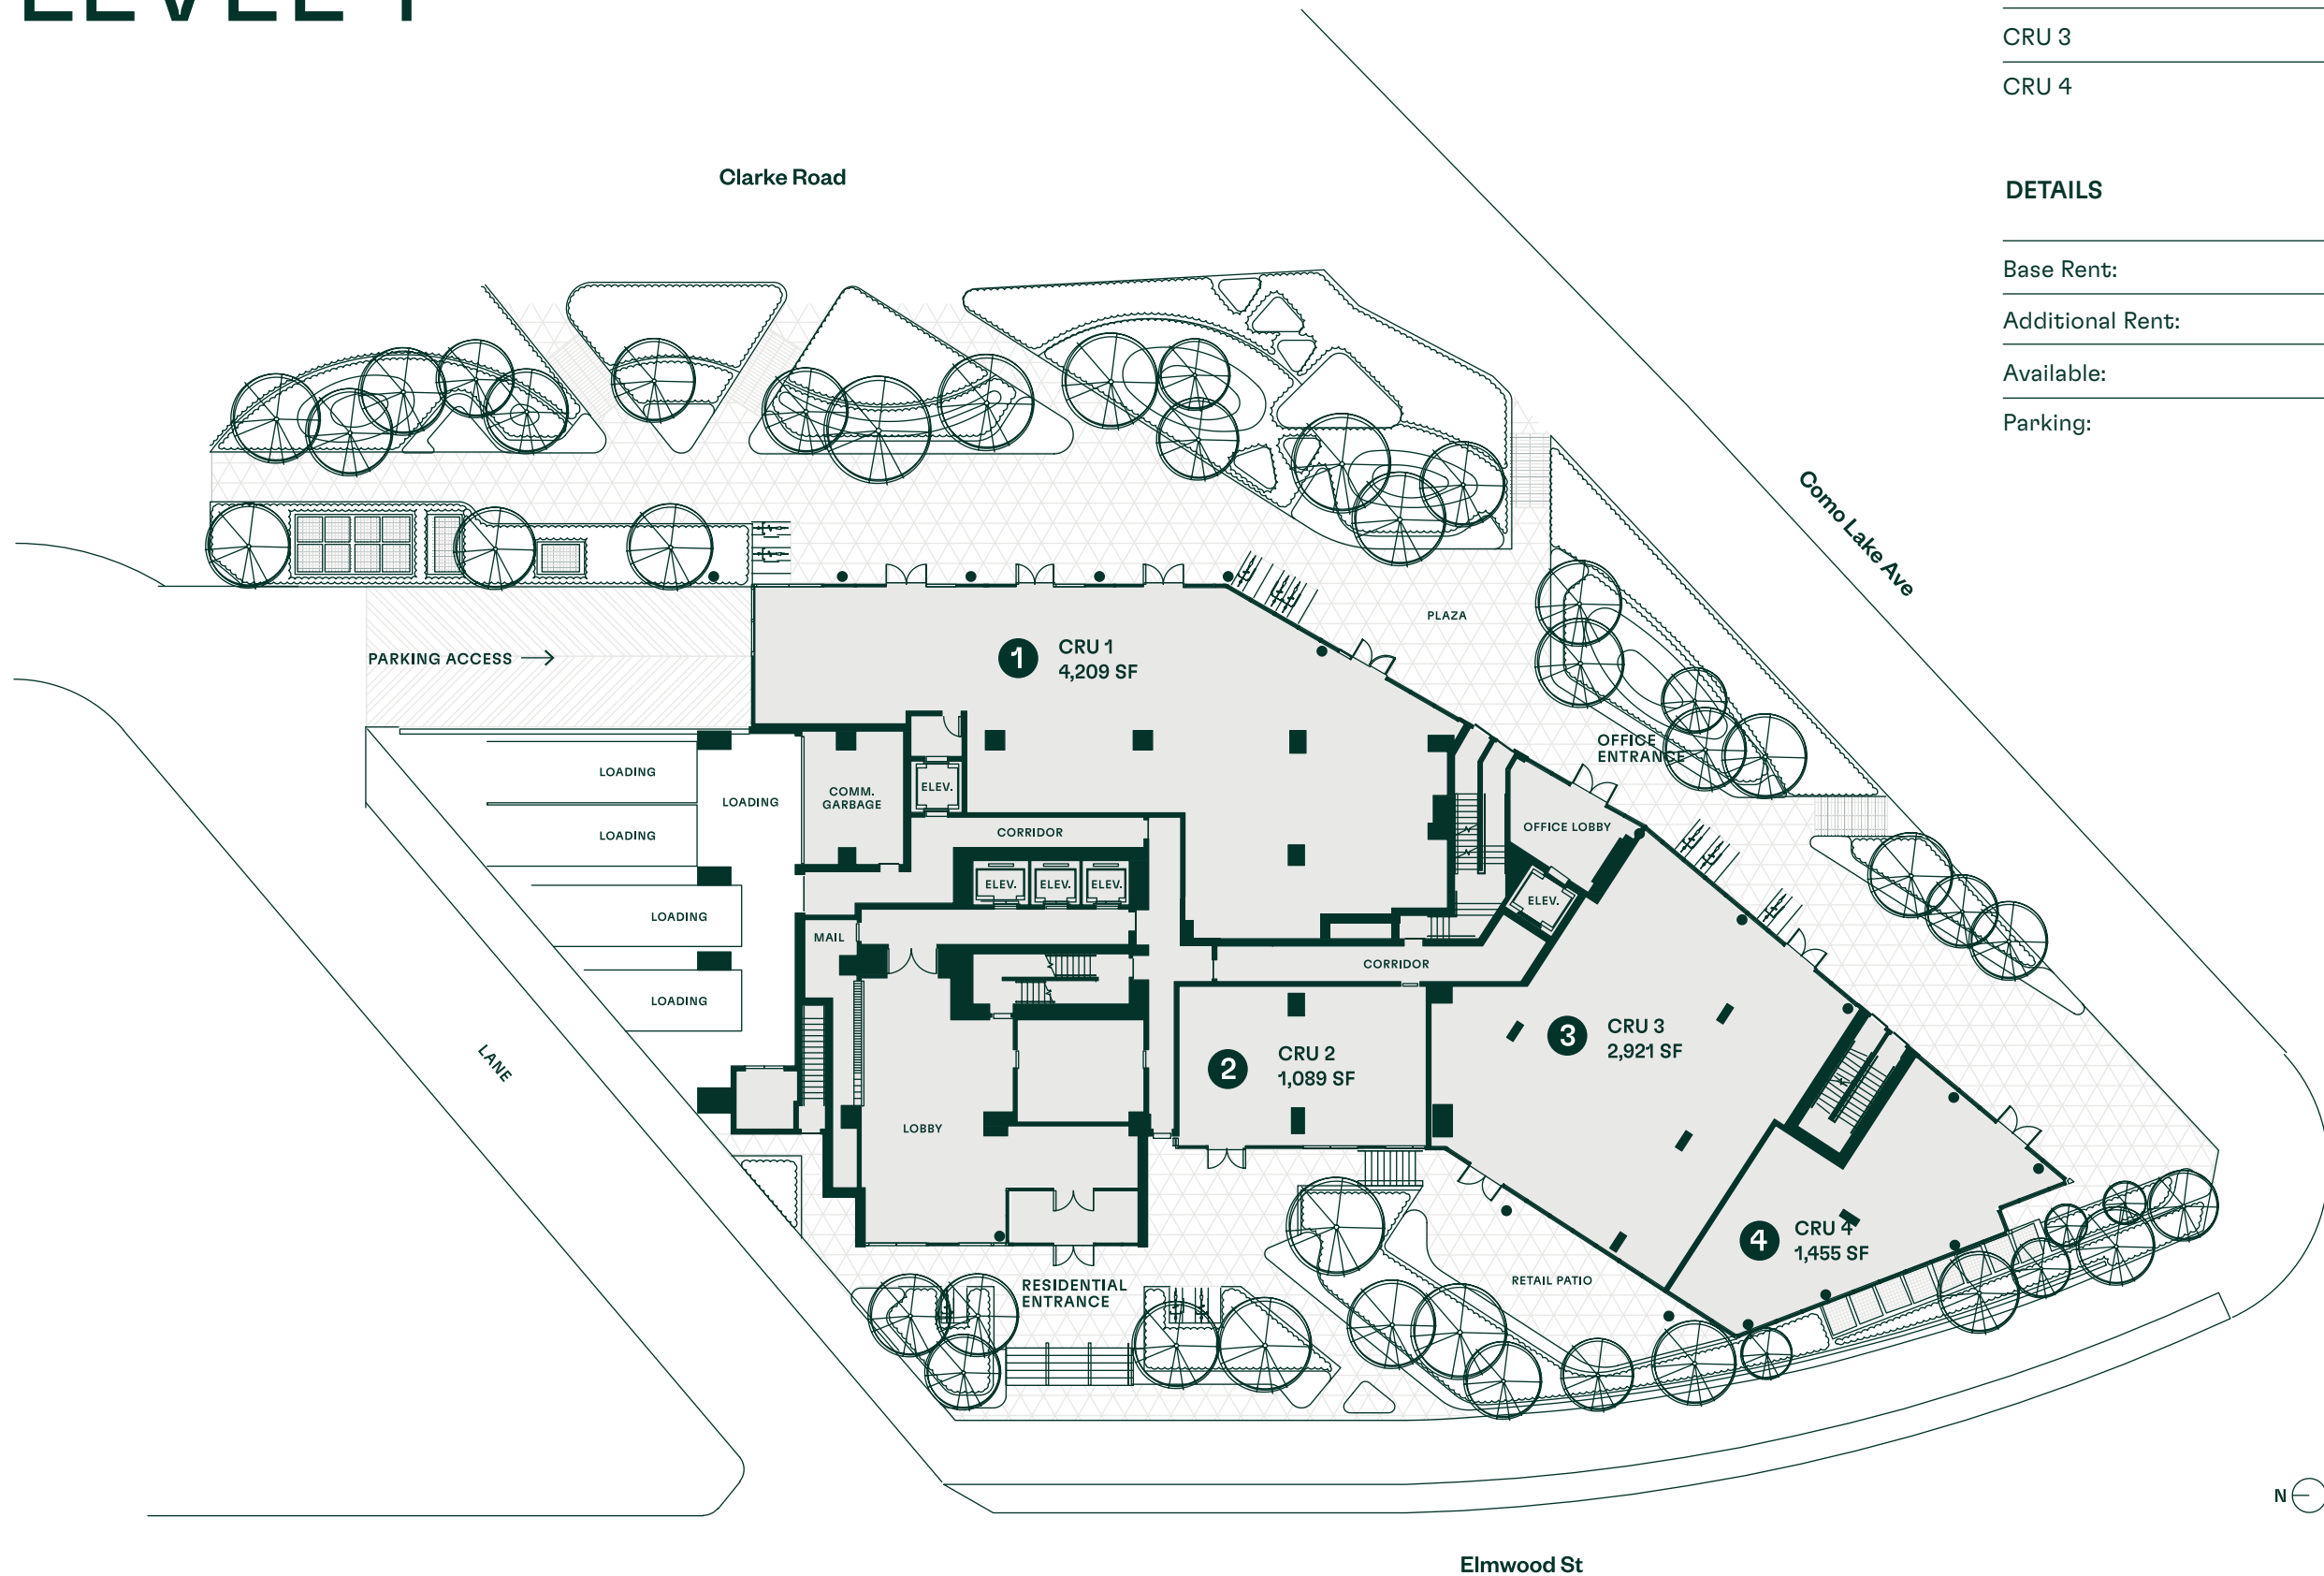 LEVEL 1
CRU 3
CRU 4
DETAILS
Base Rent:
Additional Rent:
Available:
Parking:
Clarke Road
Como Lake Ave
PLAZA
PARKING ACCESS
1
CRU 1
4,209 SF
OFFICE
ENTRANCE
LOADING
LOADING
LOADING
LOADING
LOADING
COMM.
GARBAGE
ELEV.
CORRIDOR
OFFICE LOBBY
ELEV.
ELEV.
ELEV.
ELEV.
MAIL
CORRIDOR
LANE
2
CRU 2
1,089 SF
3
CRU 3
2,921 SF
LOBBY
4
CRU 4
1,455 SF
RESIDENTIAL
ENTRANCE
RETAIL PATIO
N
Elmwood St